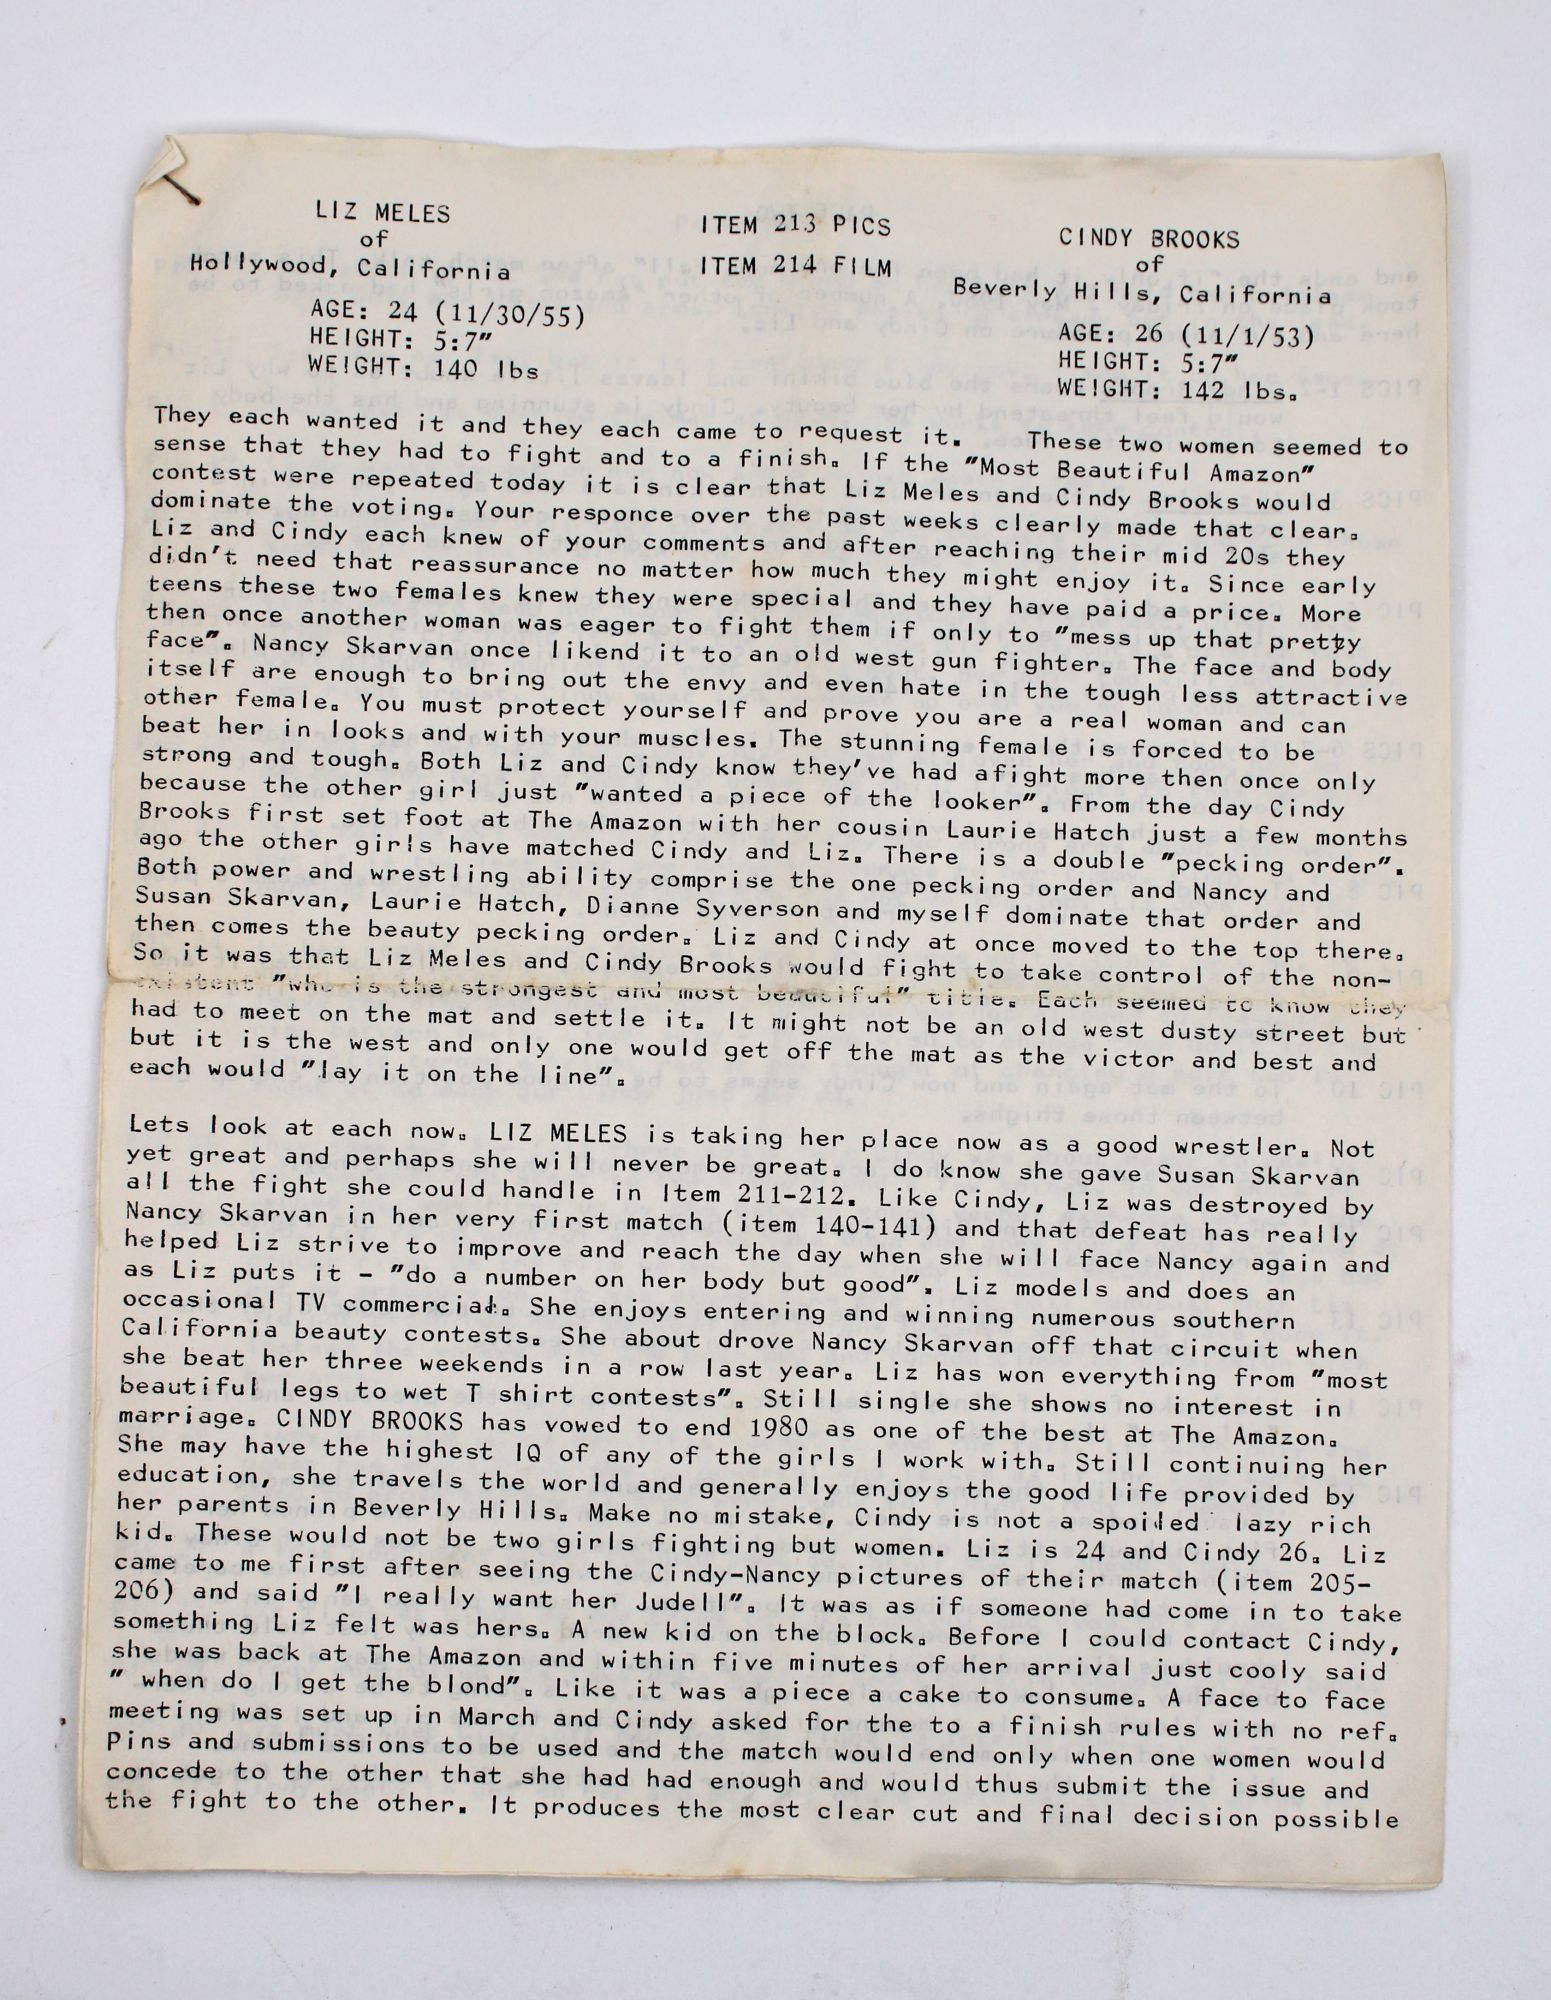 LIZ MELES
of
Hollywood, California
AGE: 24 (11/30/55)
HEIGHT: 5:7"
WEIGHT: 140 lbs
ITEM 213 PICS
ITEM 214 FILM
CINDY BROOKS
of
Beverly Hills, California
AGE: 26 (11/1/53)
HEIGHT: 5:7"
WEIGHT: 142 lbs.
They each wanted it and they each came to request it. These two women seemed to
sense that they had to fight and to a finish. If the "Most Beautiful Amazon"
contest were repeated today it is clear that Liz Meles and Cindy Brooks would
dominate the voting. Your responce over the past weeks clearly made that clear.
Liz and Cindy each knew of your comments and after reaching their mid 20s they
didn't need that reassurance no matter how much they might enjoy it. Since early
teens these two females knew they were special and they have paid a price. More
then once another woman was eager to fight them if only to "mess up that pretty
face". Nancy Skarvan once likend it to an old west gun fighter. The face and body
itself are enough to bring out the envy and even hate in the tough less attractive
other female. You must protect yourself and prove you are a real woman and can
beat her in looks and with your muscles. The stunning female is forced to be
strong and tough. Both Liz and Cindy know they've had afight more then once only
because the other girl just "wanted a piece of the looker". From the day Cindy
Brooks first set foot at The Amazon with her cousin Laurie Hatch just a few months
ago the other girls have matched Cindy and Liz. There is a double "pecking order".
Both power and wrestling ability comprise the one pecking order and Nancy and
Susan Skarvan, Laurie Hatch, Dianne Syverson and myself dominate that order and
then comes the beauty pecking order. Liz and Cindy at once moved to the top there.
So it was that Liz Meles and Cindy Brooks would fight to take control of the non-
existent "who is the strongest and most beautiful" title. Each seemed to know they
had to meet on the mat and settle it. It might not be an old west dusty street but
but it is the west and only one would get off the mat as the victor and best and
each would "lay it on the line".
Lets look at each now. LIZ MELES is taking her place now as a good wrestler. Not
yet great and perhaps she will never be great. I do know she gave Susan Skarvan
all the fight she could handle in Item 211-212. Like Cindy, Liz was destroyed by
Nancy Skarvan in her very first match (item 140-141) and that defeat has really
helped Liz strive to improve and reach the day when she will face Nancy again and
as Liz puts it - "do a number on her body but good". Liz models and does an
occasional TV commercial. She enjoys entering and winning numerous southern
California beauty contests. She about drove Nancy Skarvan off that circuit when
she beat her three weekends in a row last year. Liz has won everything from "most
beautiful legs to wet T shirt contests". Still single she shows no interest in
marriage. CINDY BROOKS has vowed to end 1980 as one of the best at The Amazon.
She may have the highest IQ of any of the girls I work with. Still continuing her
education, she travels the world and generally enjoys the good life provided by
her parents in Beverly Hills. Make no mistake, Cindy is not a spoiled lazy rich
kid. These would not be two girls fighting but women. Liz is 24 and Cindy 26. Liz
came to me first after seeing the Cindy-Nancy pictures of their match (item 205-
206) and said "I really want her Judell". It was as if someone had come in to take
something Liz felt was hers. A new kid on the block. Before I could contact Cindy,
she was back at The Amazon and within five minutes of her arrival just cooly said
" when do I get the blond". Like it was a piece a cake to consume. A face to face
meeting was set up in March and Cindy asked for the to a finish rules with no ref.
Pins and submissions to be used and the match would end only when one women would
concede to the other that she had had enough and would thus submit the issue and
the fight to the other. It produces the most clear cut and final decision possible